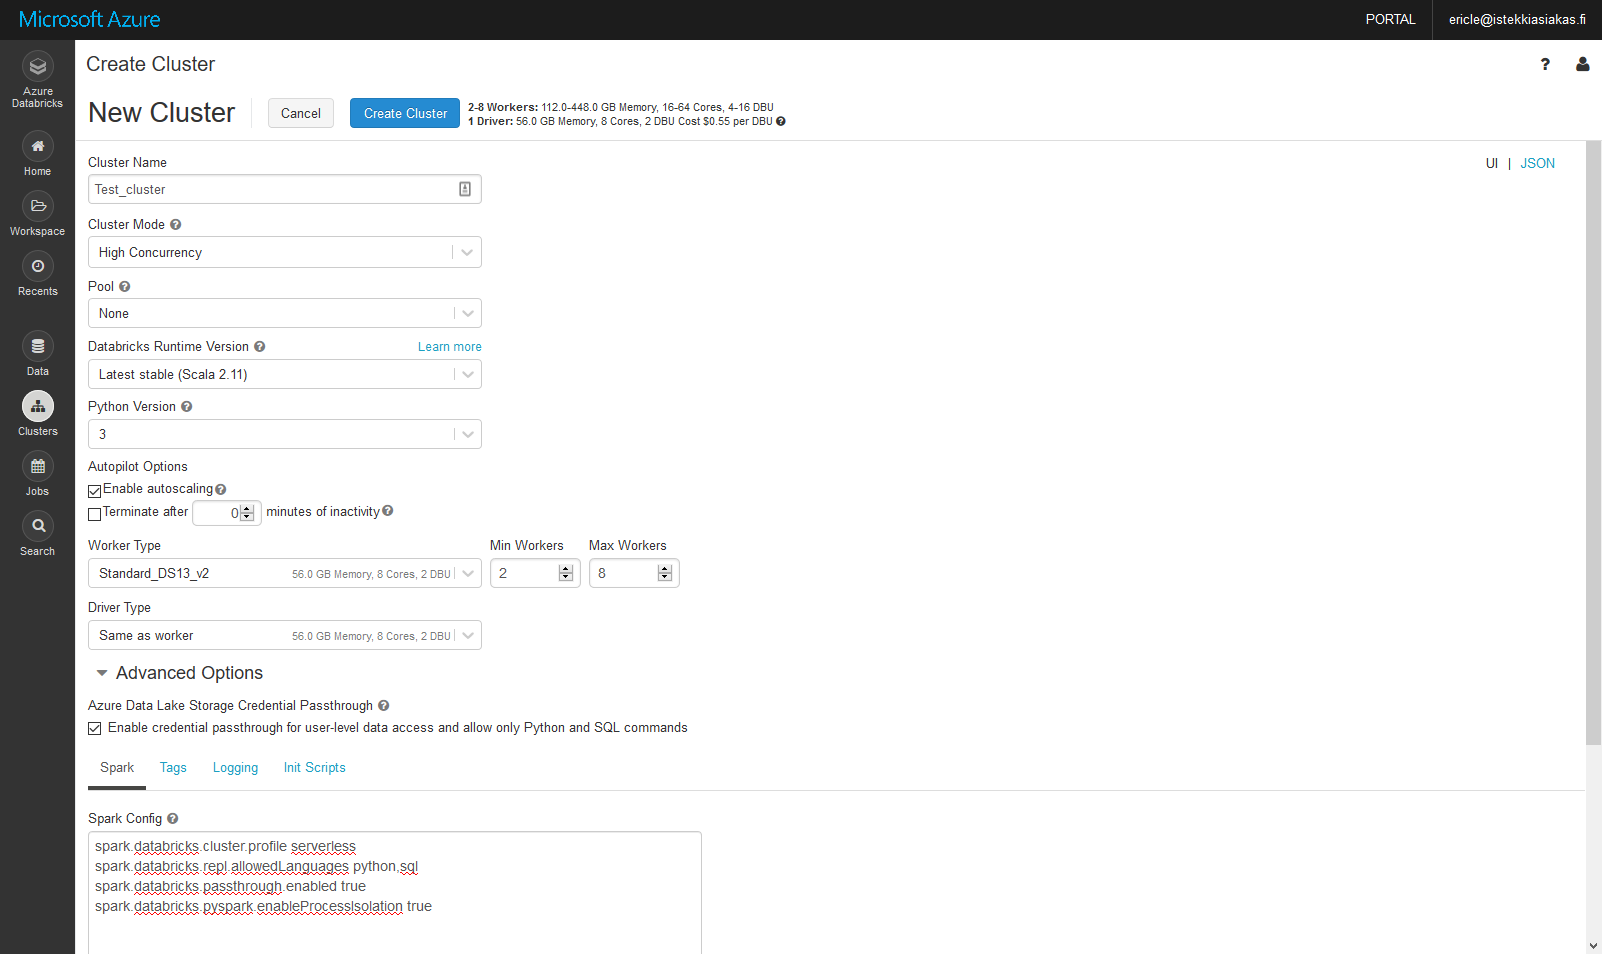 Microsoft Azure
PORTAL
ericle@istekkiasiakas.fi
Azure
Databricks
Home
Workspace
Recents
Data
Clusters
Jobs
Search
Create Cluster
?
New Cluster
Cancel
Create Cluster
2-8 Workers: 112.0-448.0 GB Memory, 16-64 Cores, 4-16 DBU
1 Driver: 56.0 GB Memory, 8 Cores, 2 DBU Cost $0.55 per DBU ?
UI | JSON
Cluster Name
Test_cluster
Cluster Mode ?
High Concurrency
Pool ?
None
Databricks Runtime Version ?
Learn more
Latest stable (Scala 2.11)
Python Version ?
3
Autopilot Options
Enable autoscaling ?
Terminate after 0 minutes of inactivity ?
Worker Type
Min Workers
Max Workers
Standard_DS13_v2
56.0 GB Memory, 8 Cores, 2 DBU
2
8
Driver Type
Same as worker
56.0 GB Memory, 8 Cores, 2 DBU
Advanced Options
Azure Data Lake Storage Credential Passthrough ?
Enable credential passthrough for user-level data access and allow only Python and SQL commands
Spark
Tags
Logging
Init Scripts
Spark Config ?
spark.databricks.cluster.profile serverless
spark.databricks.repl.allowedLanguages python,sql
spark.databricks.passthrough.enabled true
spark.databricks.pyspark.enableProcessIsolation true